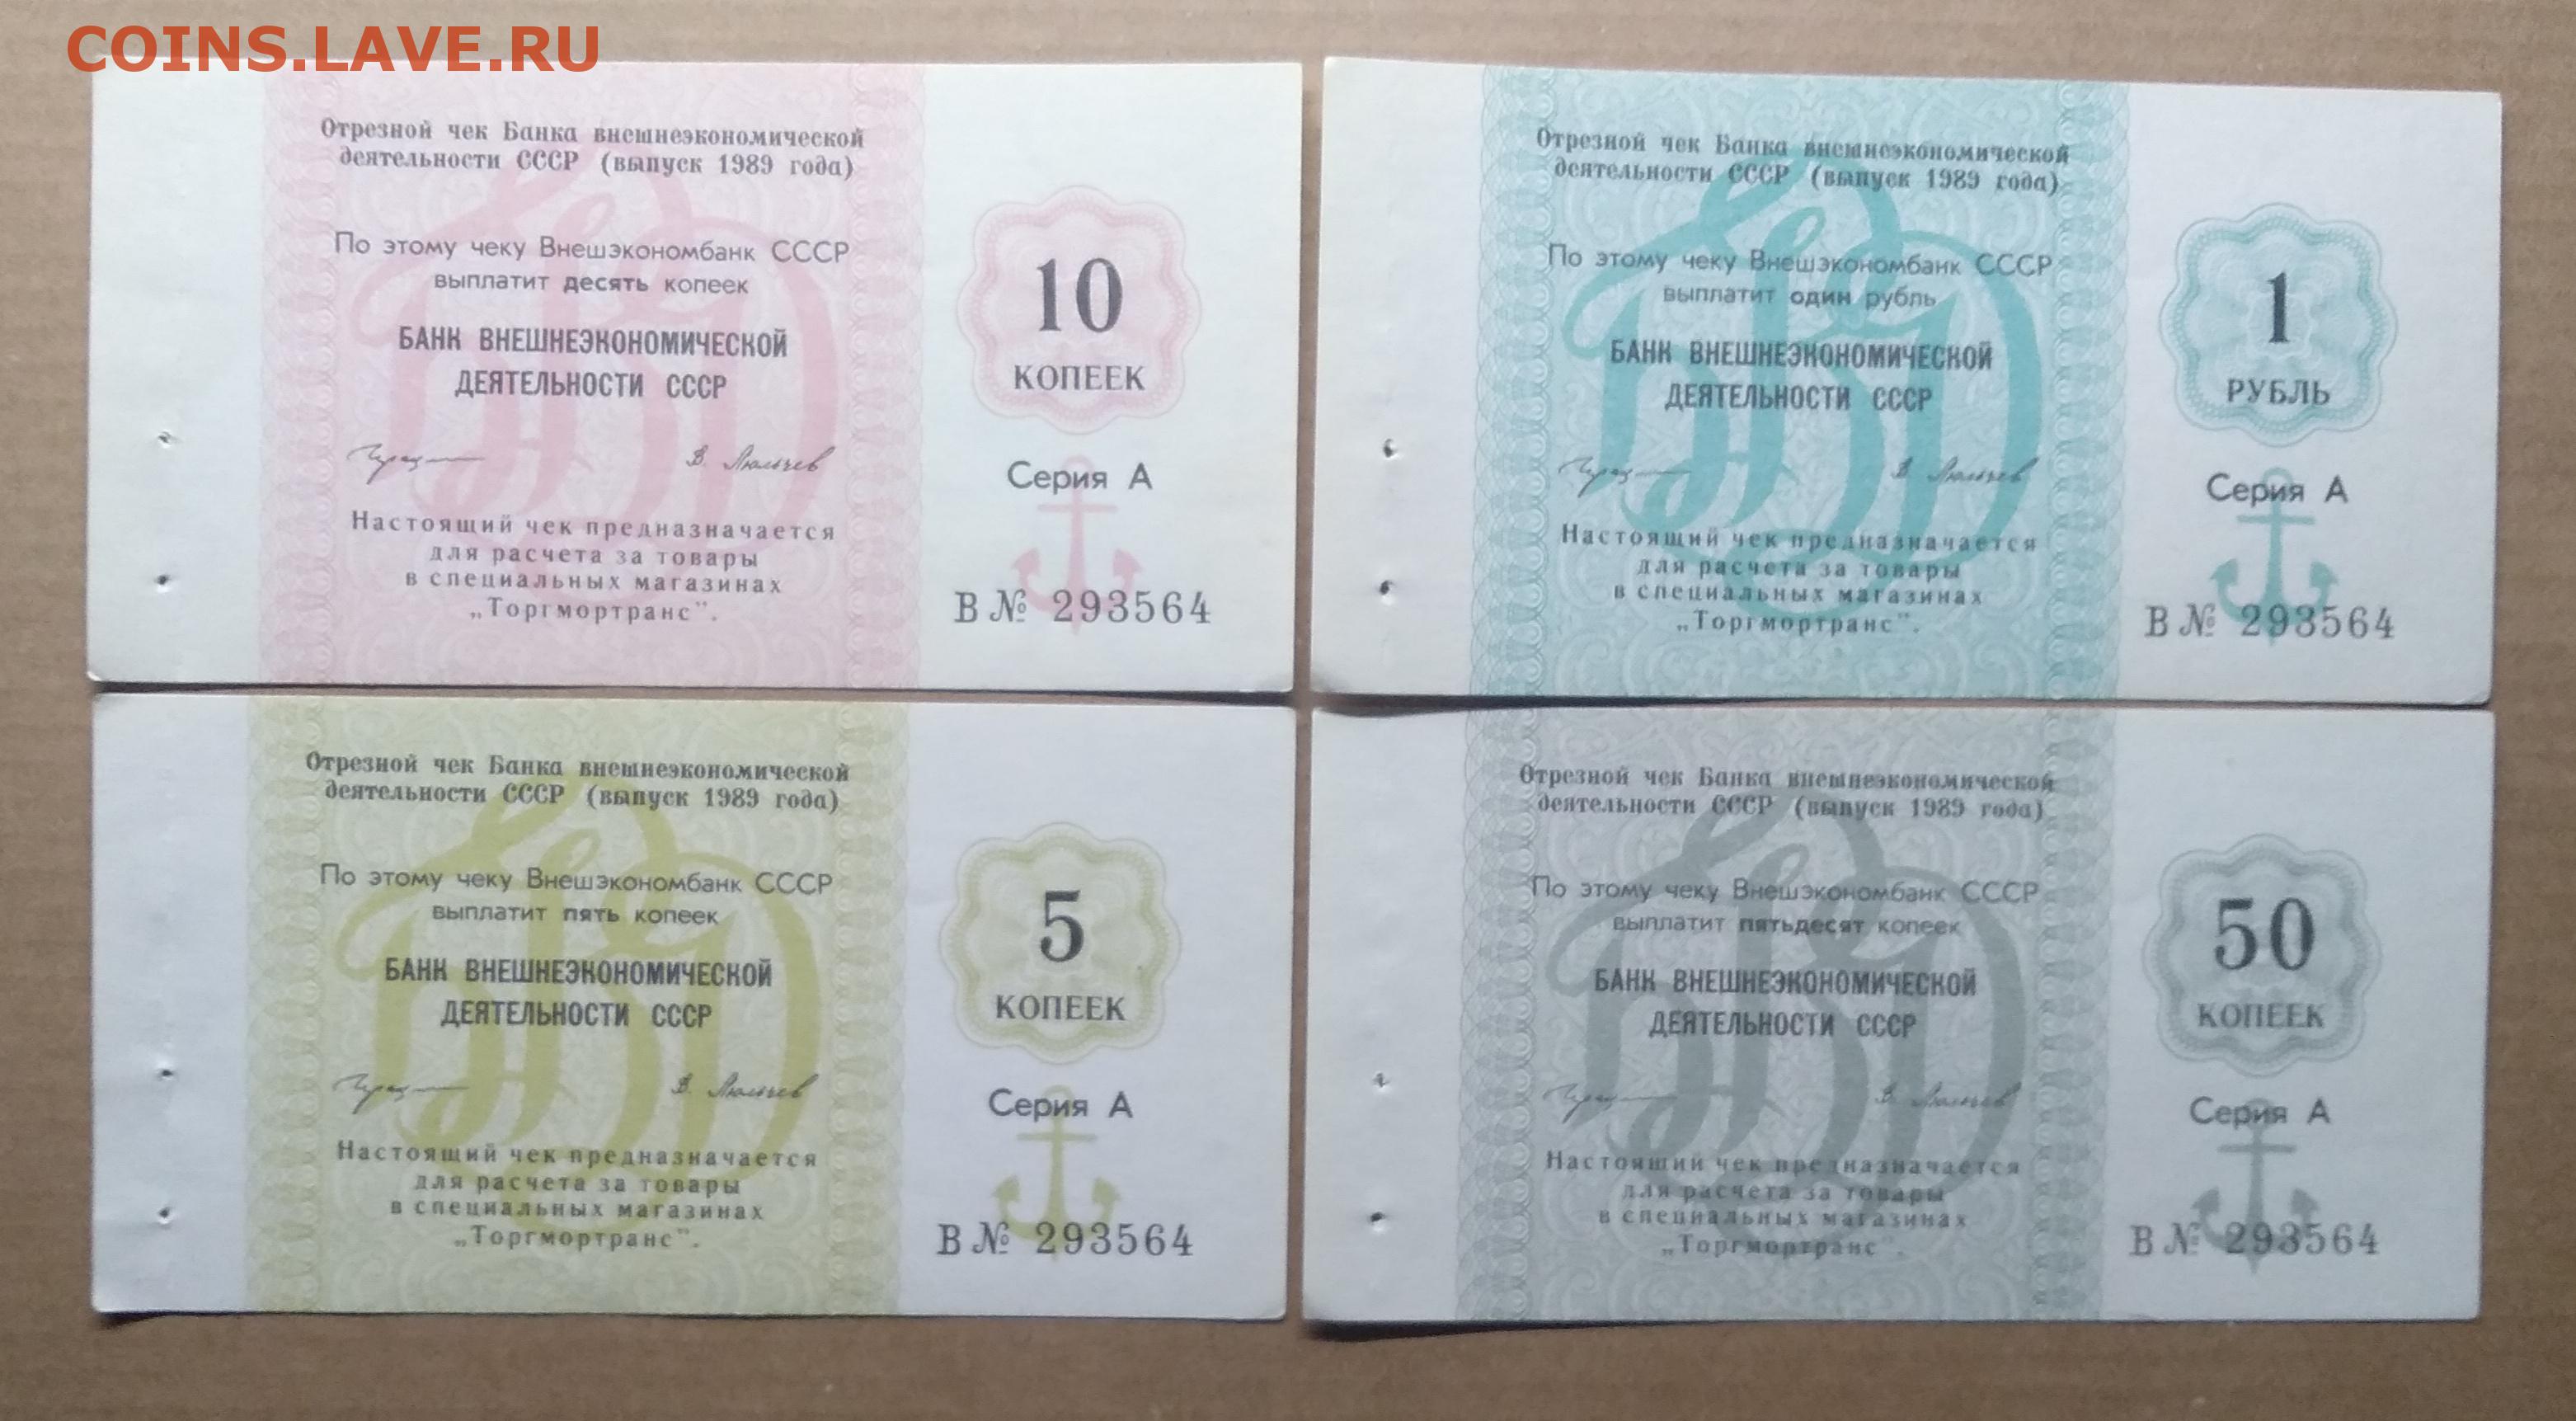 COINS.LAVE.RU
Отрезной чек Банка внешнеэкономической
деятельности СССР (выпуск 1989 года)
По этому чеку Внешэкономбанк СССР
выплатит десять копеек
БАНК ВНЕШНЕЭКОНОМИЧЕСКОЙ
ДЕЯТЕЛЬНОСТИ СССР
В. Люльчев
Настоящий чек предназначается
для расчета за товары
в специальных магазинах
„Торгмортранс".
10
КОПЕЕК
Серия А
В № 293564
Отрезной чек Банка внешнеэкономической
деятельности СССР (выпуск 1989 года)
По этому чеку Внешэкономбанк СССР
выплатит один рубль
БАНК ВНЕШНЕЭКОНОМИЧЕСКОЙ
ДЕЯТЕЛЬНОСТИ СССР
В. Люльчев
Настоящий чек предназначается
для расчета за товары
в специальных магазинах
„Торгмортранс".
1
РУБЛЬ
Серия А
В № 293564
Отрезной чек Банка внешнеэкономической
деятельности СССР (выпуск 1989 года)
По этому чеку Внешэкономбанк СССР
выплатит пять копеек
БАНК ВНЕШНЕЭКОНОМИЧЕСКОЙ
ДЕЯТЕЛЬНОСТИ СССР
В. Люльчев
Настоящий чек предназначается
для расчета за товары
в специальных магазинах
„Торгмортранс".
5
КОПЕЕК
Серия А
В № 293564
Отрезной чек Банка внешнеэкономической
деятельности СССР (выпуск 1989 года)
По этому чеку Внешэкономбанк СССР
выплатит пятьдесят копеек
БАНК ВНЕШНЕЭКОНОМИЧЕСКОЙ
ДЕЯТЕЛЬНОСТИ СССР
В. Люльчев
Настоящий чек предназначается
для расчета за товары
в специальных магазинах
„Торгмортранс".
50
КОПЕЕК
Серия А
В № 293564